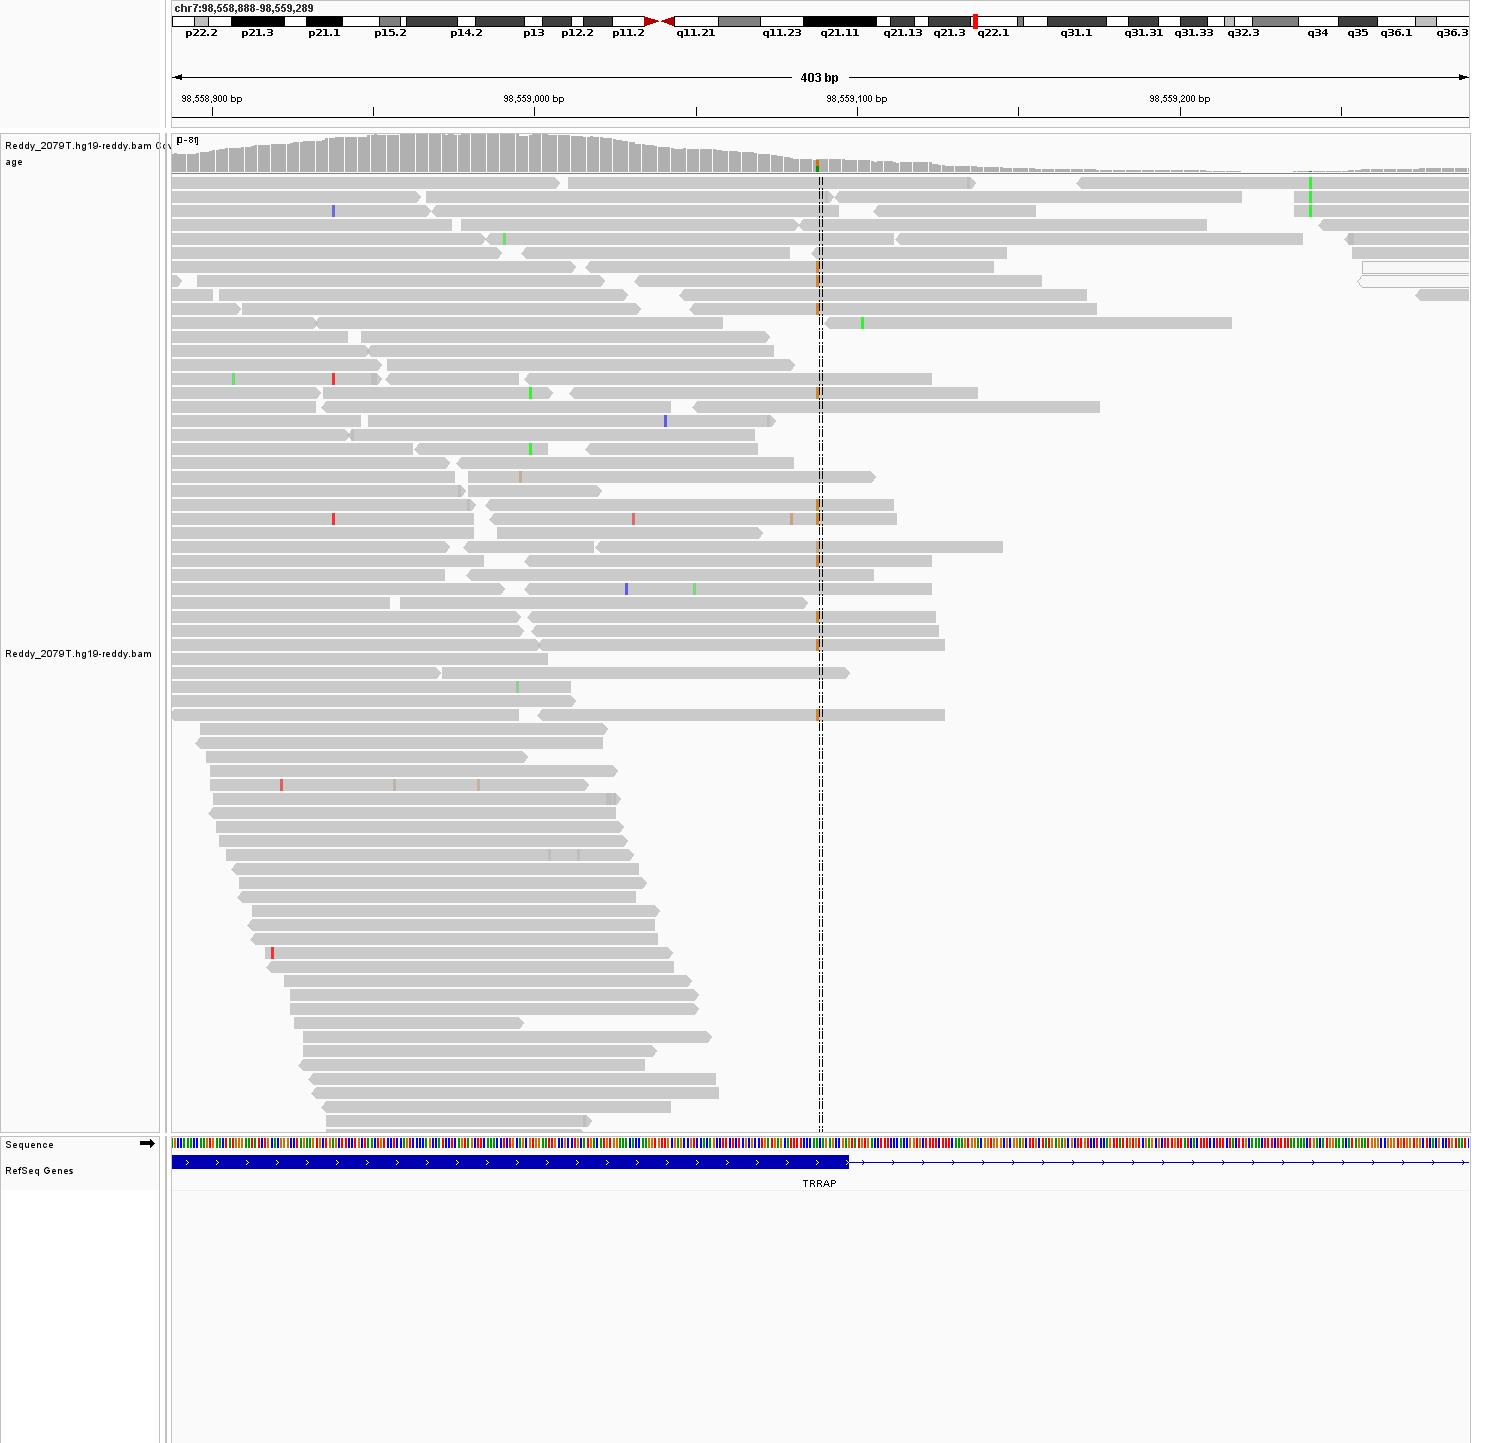 chr7:98,558,888-98,559,289
p22.2 p21.3 p21.1 p15.2 p14.2 p13 p12.2 p11.2 q11.21 q11.23 q21.11 q21.13 q21.3 q22.1 q31.1 q31.31 q31.33 q32.3 q34 q35 q36.1 q36.3
403 bp
98,558,900 bp 98,559,000 bp 98,559,100 bp 98,559,200 bp
[0-81]
Reddy_2079T.hg19-reddy.bam Cov
age
Reddy_2079T.hg19-reddy.bam
Sequence
RefSeq Genes
TRRAP